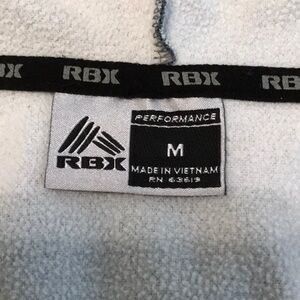 RBX RBX RBX
PERFORMANCE
RBX
M
MADE IN VIETNAM
RN 63619